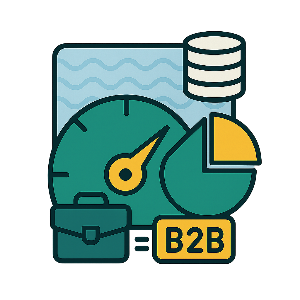 = B2B